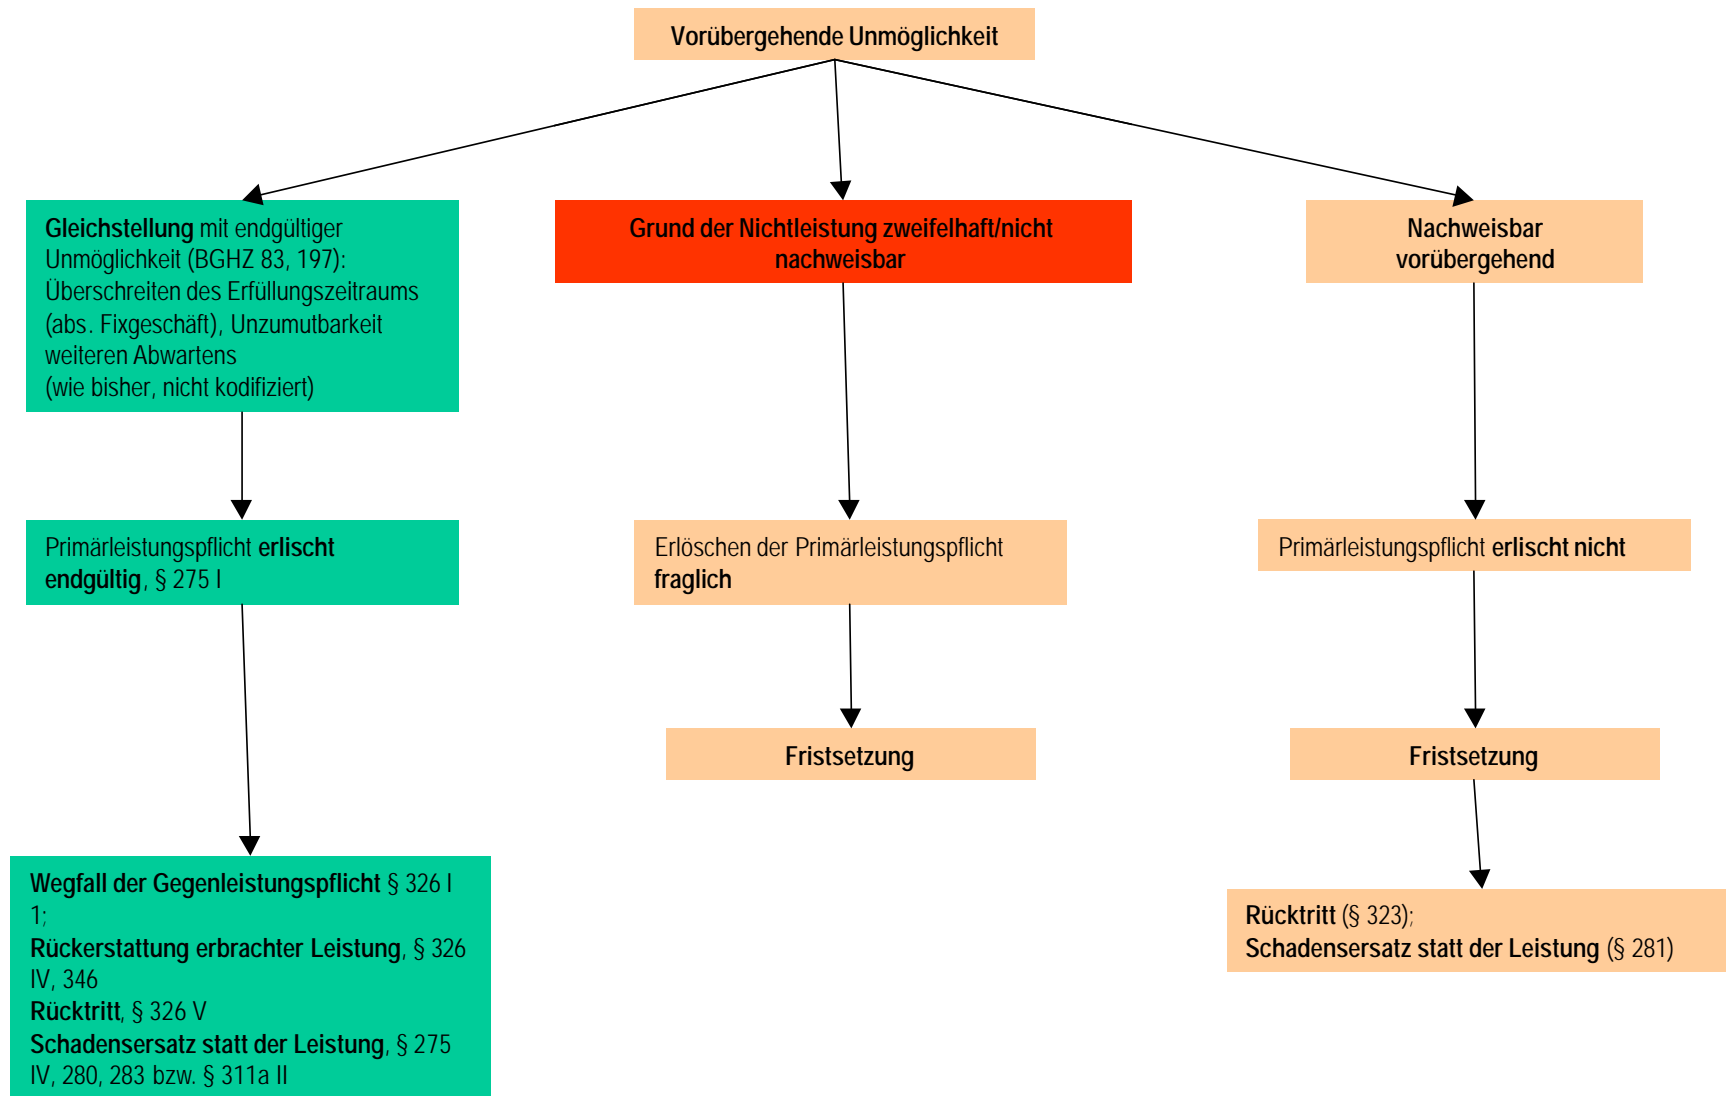 Vorübergehende Unmöglichkeit
Gleichstellung mit endgültiger
Unmöglichkeit (BGHZ 83, 197):
Überschreiten des Erfüllungszeitraums
(abs. Fixgeschäft), Unzumutbarkeit
weiteren Abwartens
(wie bisher, nicht kodifiziert)
Grund der Nichtleistung zweifelhaft/nicht
nachweisbar
Nachweisbar
vorübergehend
Primärleistungspflicht erlischt
endgültig, § 275 I
Erlöschen der Primärleistungspflicht
fraglich
Primärleistungspflicht erlischt nicht
Fristsetzung
Fristsetzung
Wegfall der Gegenleistungspflicht § 326 I
1;
Rückerstattung erbrachter Leistung, § 326
IV, 346
Rücktritt, § 326 V
Schadensersatz statt der Leistung, § 275
IV, 280, 283 bzw. § 311a II
Rücktritt (§ 323);
Schadensersatz statt der Leistung (§ 281)